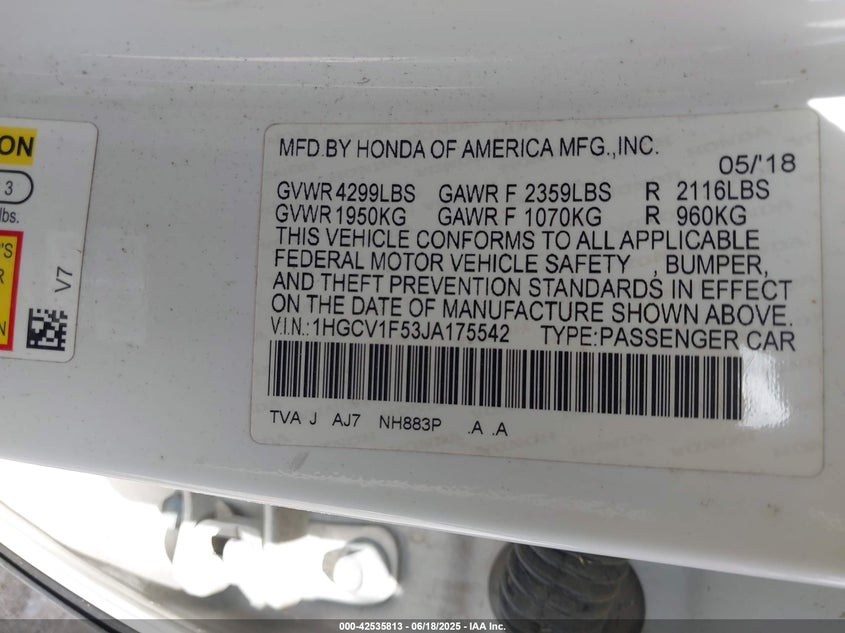 ON
3
lbs.
'S
R
N
V7
MFD.BY HONDA OF AMERICA MFG.,INC.
05/'18
GVWR 4299LBS GAWR F 2359LBS R 2116LBS
GVWR 1950KG GAWR F 1070KG R 960KG
THIS VEHICLE CONFORMS TO ALL APPLICABLE
FEDERAL MOTOR VEHICLE SAFETY , BUMPER,
AND THEFT PREVENTION STANDARDS IN EFFECT
ON THE DATE OF MANUFACTURE SHOWN ABOVE.
V.I.N.:1HGCV1F53JA175542 TYPE:PASSENGER CAR
TVA J AJ7 NH883P .A .A
000-42535813 - 06/18/2025 - IAA Inc.